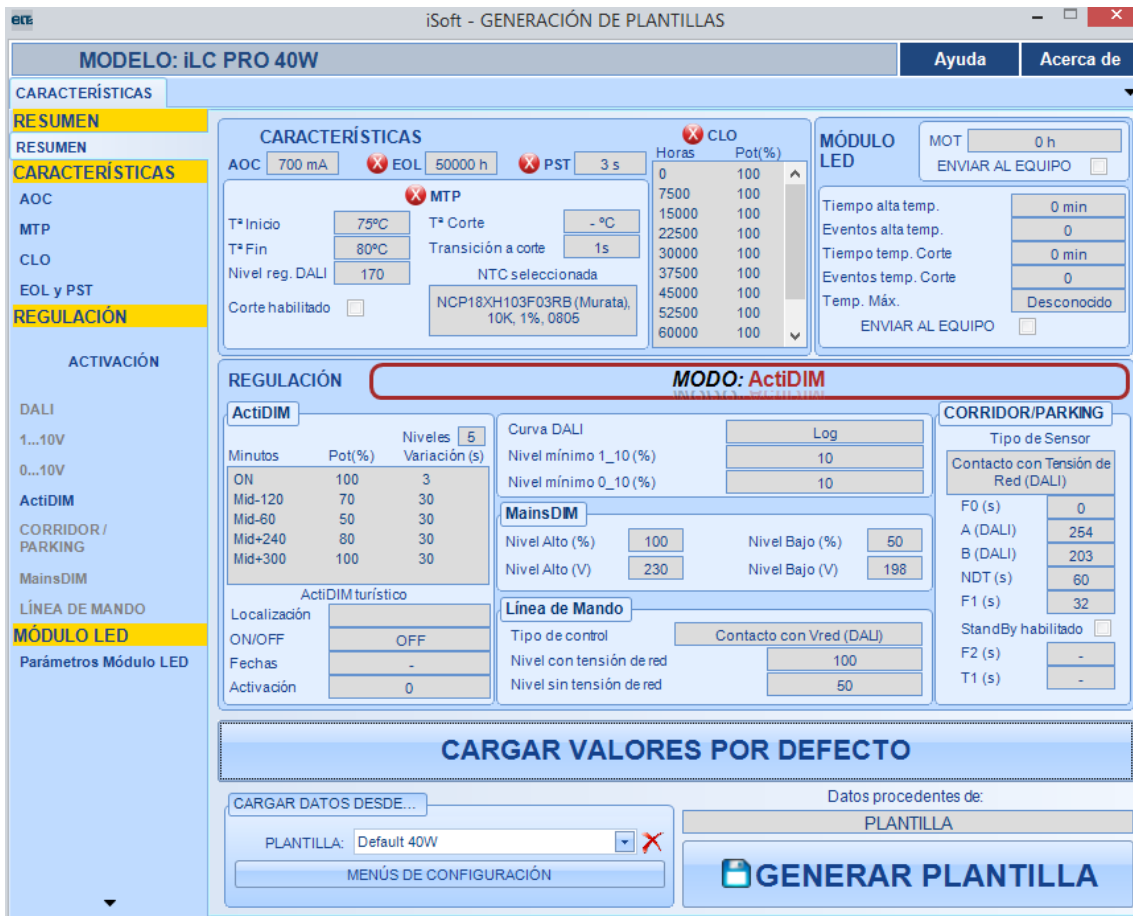 ELT iSoft - GENERACIÓN DE PLANTILLAS
MODELO: iLC PRO 40W
Ayuda
Acerca de
CARACTERÍSTICAS
RESUMEN
RESUMEN
CARACTERÍSTICAS
AOC
MTP
CLO
EOL y PST
REGULACIÓN
ACTIVACIÓN
DALI
1...10V
0...10V
ActiDIM
CORRIDOR /
PARKING
MainsDIM
LÍNEA DE MANDO
MÓDULO LED
Parámetros Módulo LED
CARACTERÍSTICAS
AOC 700 mA EOL 50000 h PST 3 s
MTP
Tª Inicio 75ºC Tª Corte - ºC
Tª Fin 80ºC Transición a corte 1s
Nivel reg. DALI 170 NTC seleccionada
Corte habilitado
NCP18XH103F03RB (Murata),
10K, 1%, 0805
CLO
Horas Pot(%)
0 100
7500 100
15000 100
22500 100
30000 100
37500 100
45000 100
52500 100
60000 100
MÓDULO
LED
MOT 0 h
ENVIAR AL EQUIPO
Tiempo alta temp. 0 min
Eventos alta temp. 0
Tiempo temp. Corte 0 min
Eventos temp. Corte 0
Temp. Máx. Desconocido
ENVIAR AL EQUIPO
REGULACIÓN
MODO: ActiDIM
ActiDIM
Niveles 5
Minutos Pot(%) Variación (s)
ON 100 3
Mid-120 70 30
Mid-60 50 30
Mid+240 80 30
Mid+300 100 30
ActiDIM turístico
Localización
ON/OFF OFF
Fechas -
Activación 0
Curva DALI Log
Nivel mínimo 1_10 (%) 10
Nivel mínimo 0_10 (%) 10
MainsDIM
Nivel Alto (%) 100 Nivel Bajo (%) 50
Nivel Alto (V) 230 Nivel Bajo (V) 198
Línea de Mando
Tipo de control Contacto con Vred (DALI)
Nivel con tensión de red 100
Nivel sin tensión de red 50
CORRIDOR/PARKING
Tipo de Sensor
Contacto con Tensión de
Red (DALI)
F0 (s) 0
A (DALI) 254
B (DALI) 203
NDT (s) 60
F1 (s) 32
StandBy habilitado
F2 (s) -
T1 (s) -
CARGAR VALORES POR DEFECTO
CARGAR DATOS DESDE...
PLANTILLA: Default 40W
MENÚS DE CONFIGURACIÓN
Datos procedentes de:
PLANTILLA
GENERAR PLANTILLA